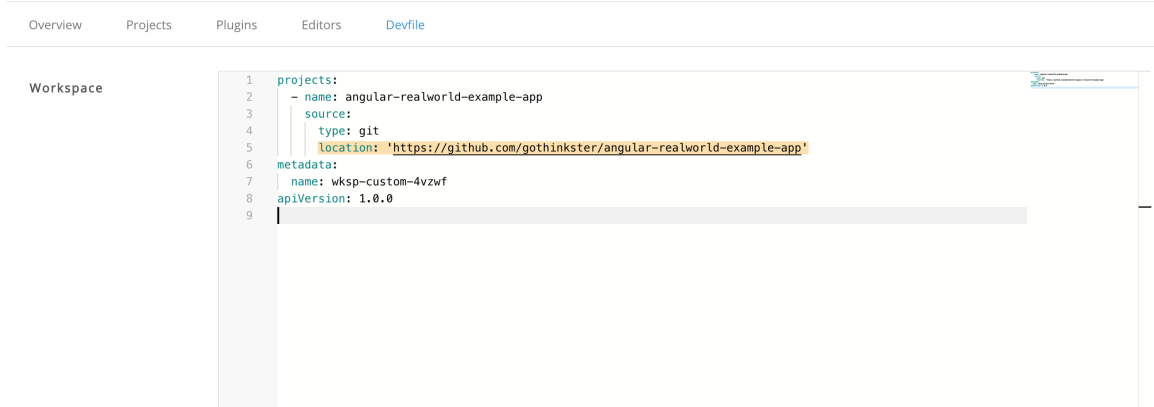 Overview Projects Plugins Editors Devfile
Workspace
1 projects:
2   - name: angular-realworld-example-app
3     source:
4       type: git
5       location: 'https://github.com/gothinkster/angular-realworld-example-app'
6 metadata:
7   name: wksp-custom-4vzwf
8 apiVersion: 1.0.0
9